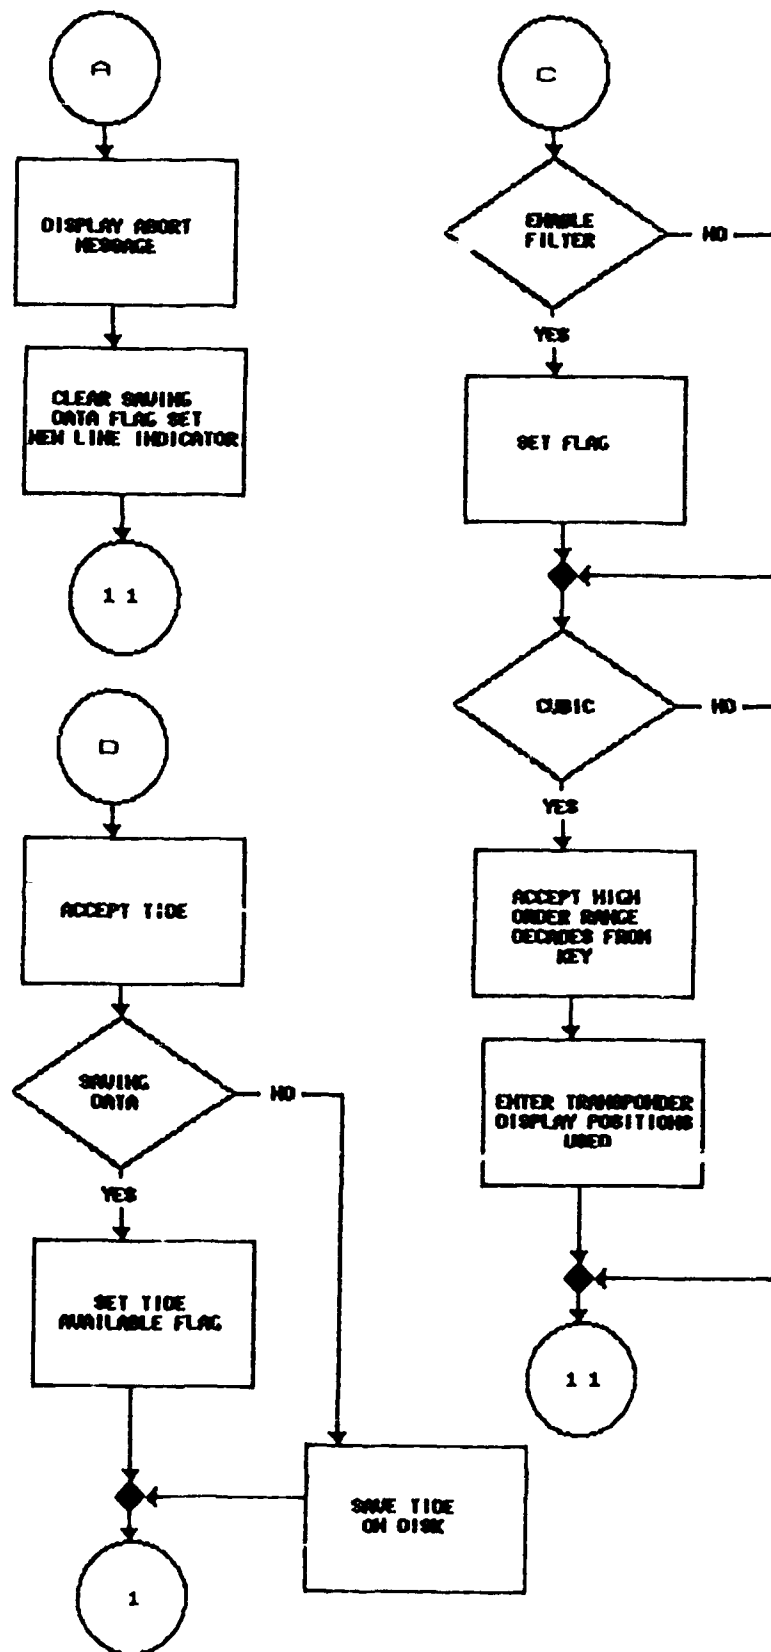 A
DISPLAY ABORT
MESSAGE
CLEAR SAVING
DATA FLAG SET
NEW LINE INDICATOR
1 1
D
ACCEPT TIDE
SAVING
DATA
NO
YES
SET TIDE
AVAILABLE FLAG
SAVE TIDE
ON DISK
1
C
ENABLE
FILTER
NO
YES
SET FLAG
CUBIC
NO
YES
ACCEPT HIGH
ORDER RANGE
DECADES FROM
KEY
ENTER TRANSPONDER
DISPLAY POSITIONS
USED
1 1